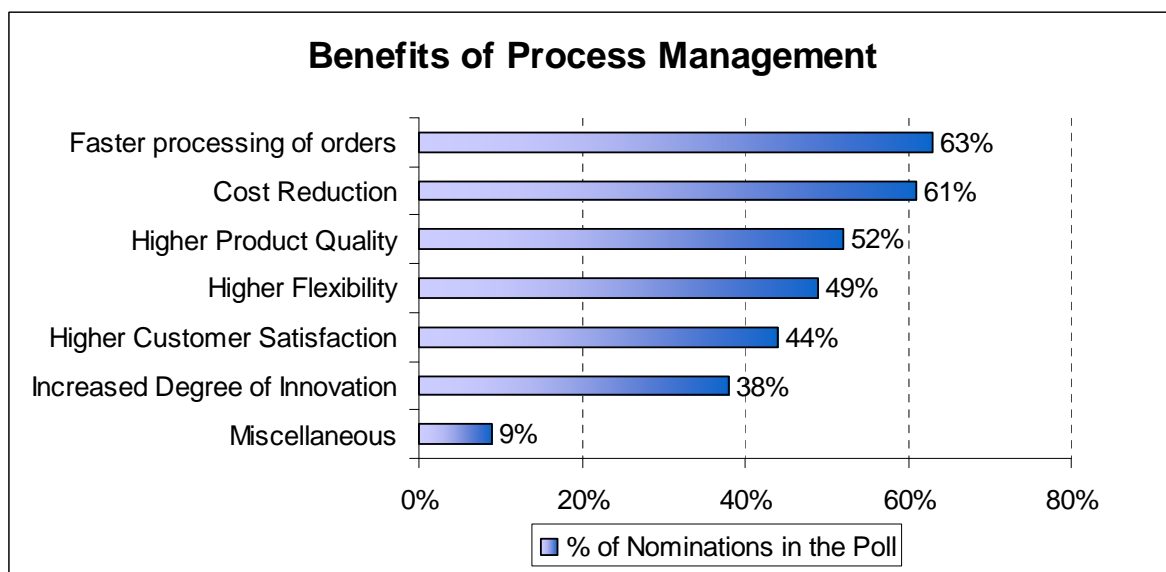 Benefits of Process Management
Faster processing of orders 63%
Cost Reduction 61%
Higher Product Quality 52%
Higher Flexibility 49%
Higher Customer Satisfaction 44%
Increased Degree of Innovation 38%
Miscellaneous 9%
0% 20% 40% 60% 80%
% of Nominations in the Poll